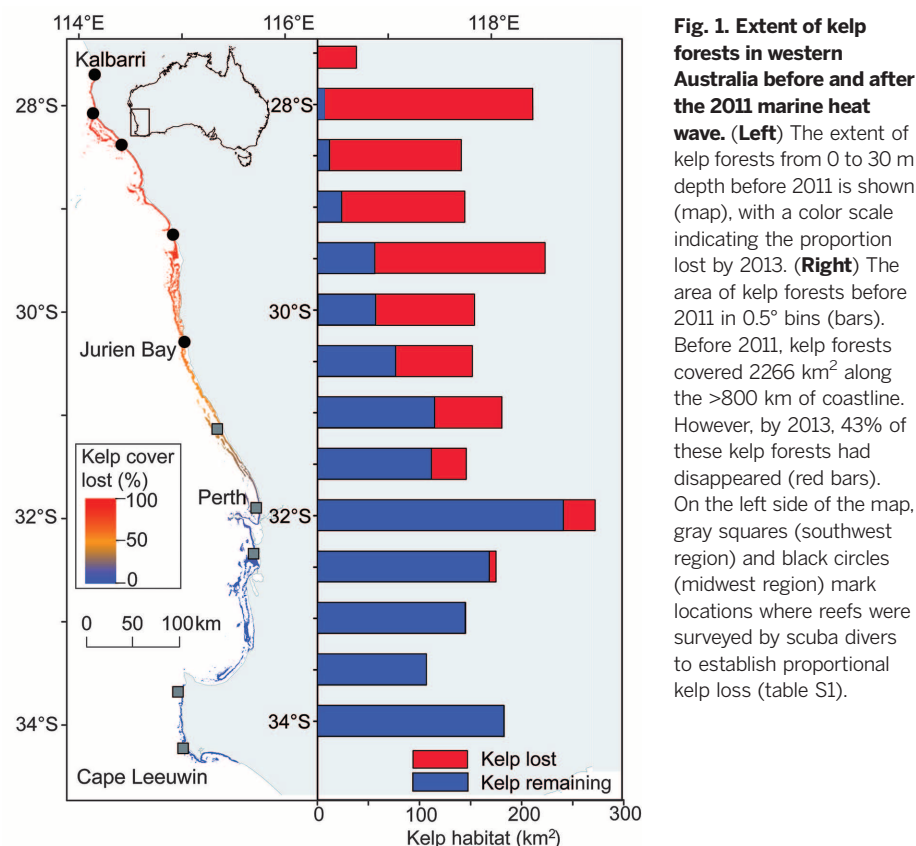 114°E
116°E
118°E
Kalbarri
28°S
28°S
30°S
30°S
Jurien Bay
Kelp cover
lost (%)
100
50
0
Perth
32°S
32°S
0 50 100 km
34°S
34°S
Cape Leeuwin
Kelp lost
Kelp remaining
0 100 200 300
Kelp habitat (km²)
Fig. 1. Extent of kelp
forests in western
Australia before and after
the 2011 marine heat
wave. (Left) The extent of
kelp forests from 0 to 30 m
depth before 2011 is shown
(map), with a color scale
indicating the proportion
lost by 2013. (Right) The
area of kelp forests before
2011 in 0.5° bins (bars).
Before 2011, kelp forests
covered 2266 km² along
the >800 km of coastline.
However, by 2013, 43% of
these kelp forests had
disappeared (red bars).
On the left side of the map,
gray squares (southwest
region) and black circles
(midwest region) mark
locations where reefs were
surveyed by scuba divers
to establish proportional
kelp loss (table S1).